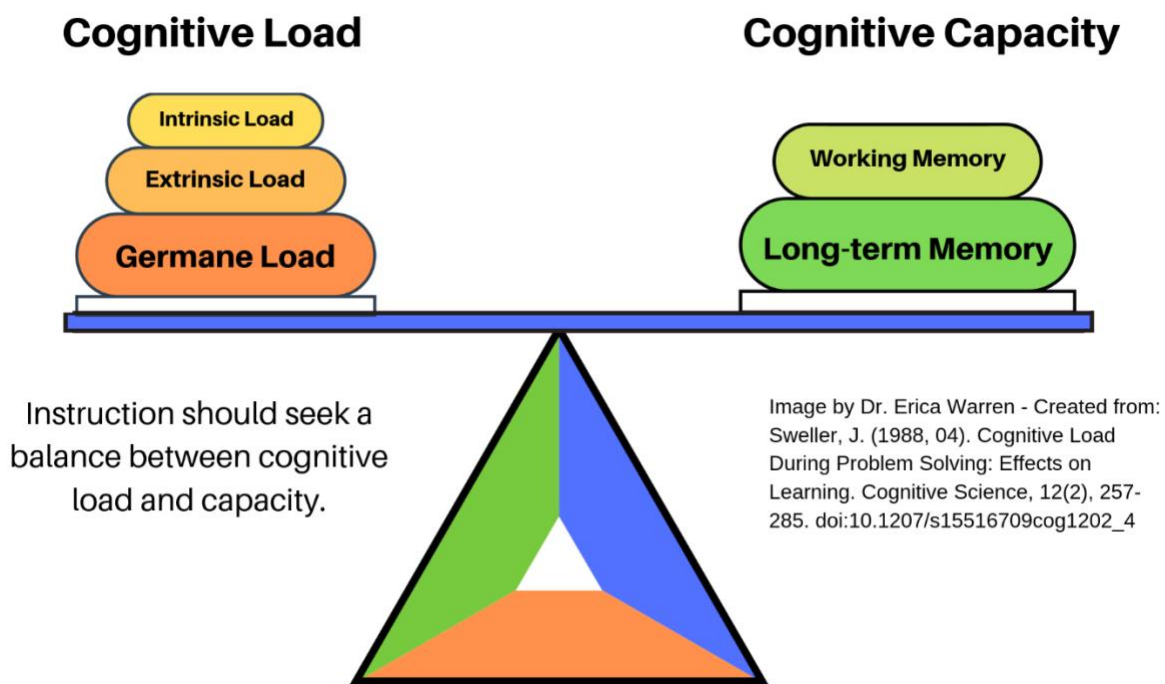 Cognitive Load
Cognitive Capacity
Intrinsic Load
Extrinsic Load
Germane Load
Working Memory
Long-term Memory
Instruction should seek a
balance between cognitive
load and capacity.
Image by Dr. Erica Warren - Created from:
Sweller, J. (1988, 04). Cognitive Load
During Problem Solving: Effects on
Learning. Cognitive Science, 12(2), 257-
285. doi:10.1207/s15516709cog1202_4